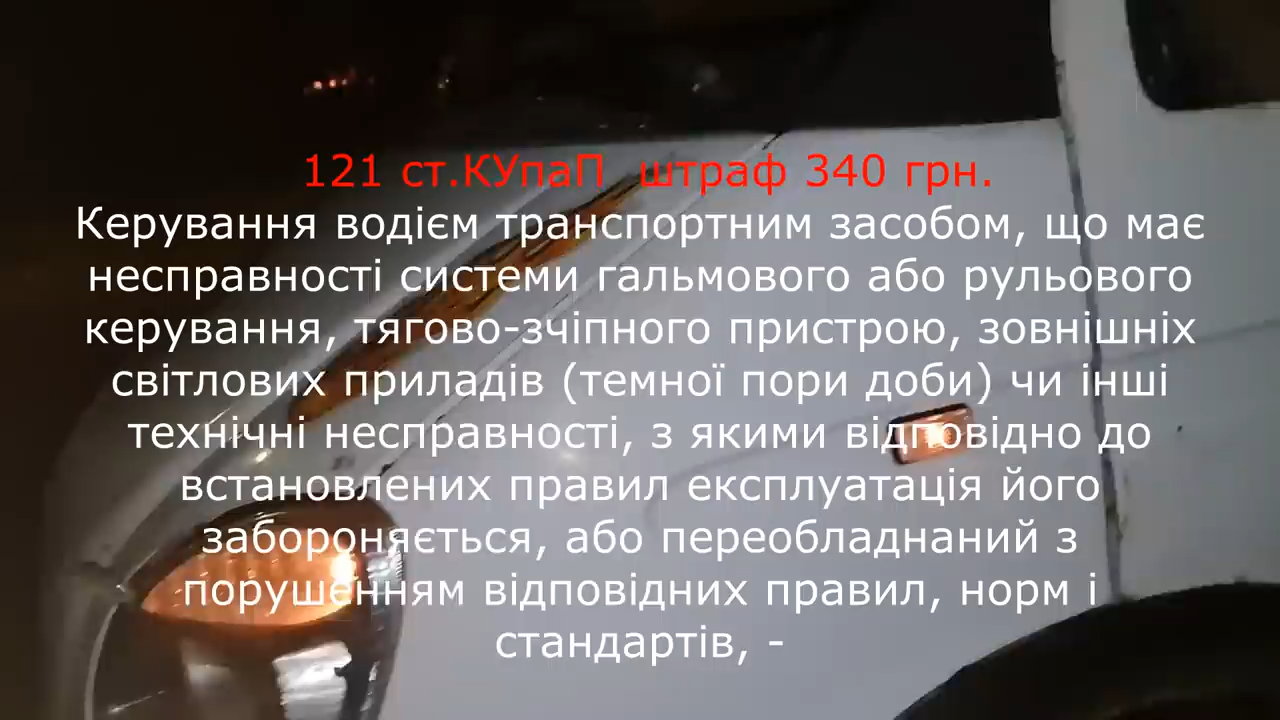 121 ст.КУпаП штраф 340 грн.
Керування водієм транспортним засобом, що має
несправності системи гальмового або рульового
керування, тягово-зчіпного пристрою, зовнішніх
світлових приладів (темної пори доби) чи інші
технічні несправності, з якими відповідно до
встановлених правил експлуатація його
забороняється, або переобладнаний з
порушенням відповідних правил, норм і
стандартів, -